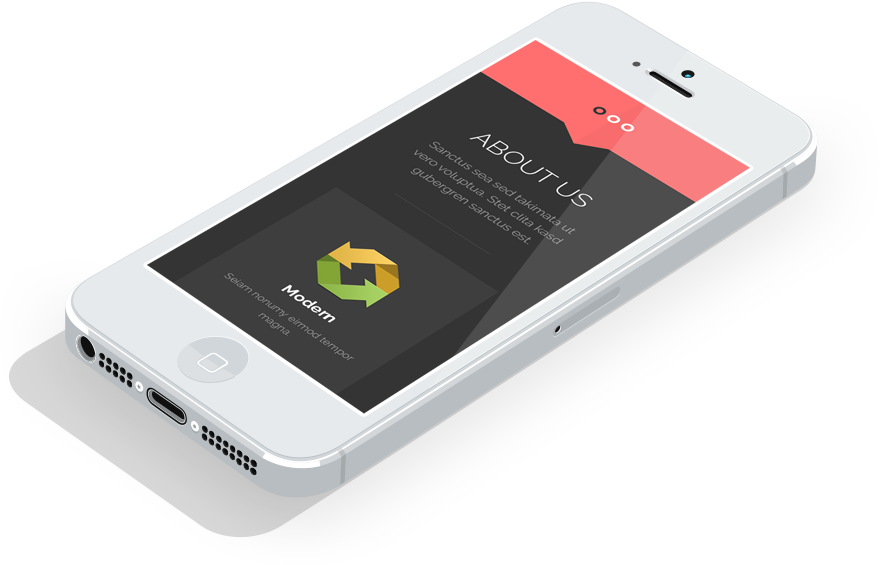 ABOUT US
Sanctus sea sed takimata ut
vero voluptua. Stet clita kasd
gubergren sanctus est.
Modern
Seiam nonumy eirmod tempor
magna.